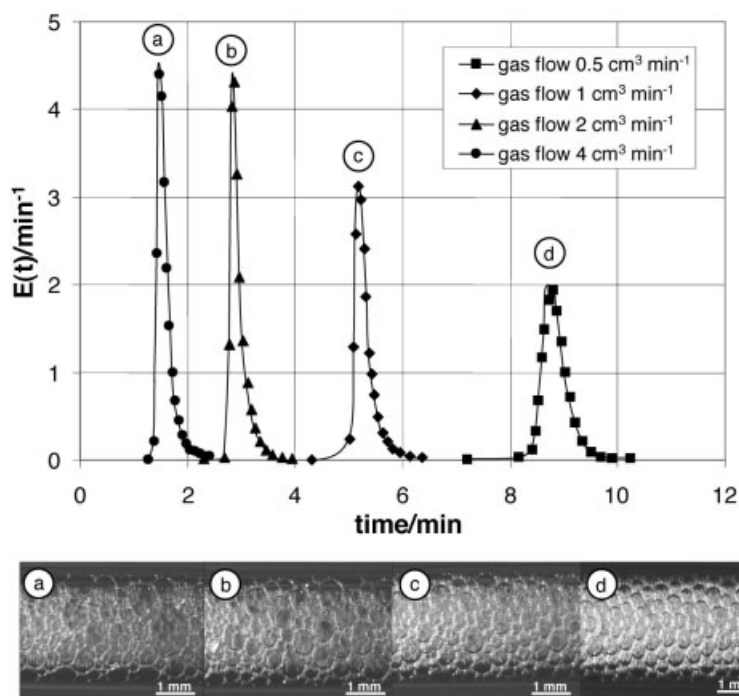 5
4
3
2
1
0
E(t)/min⁻¹
a
b
c
d
gas flow 0.5 cm³ min⁻¹
gas flow 1 cm³ min⁻¹
gas flow 2 cm³ min⁻¹
gas flow 4 cm³ min⁻¹
0 2 4 6 8 10 12
time/min
a b c d
1 mm 1 mm 1 mm 1 mm